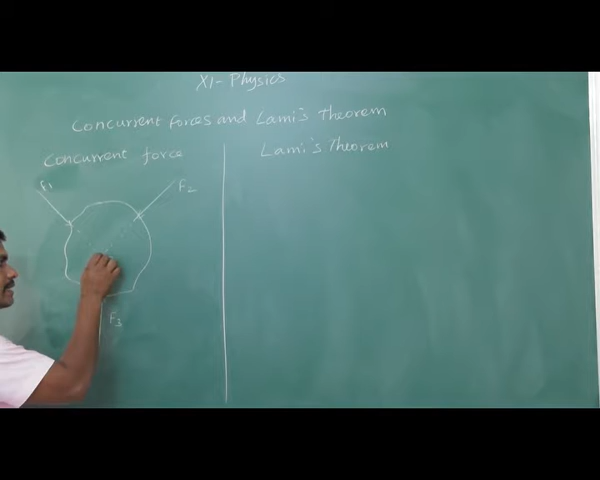 XI-Physics
Concurrent forces and Lami's Theorem
Concurrent force
Lami's Theorem
F1
F2
F3